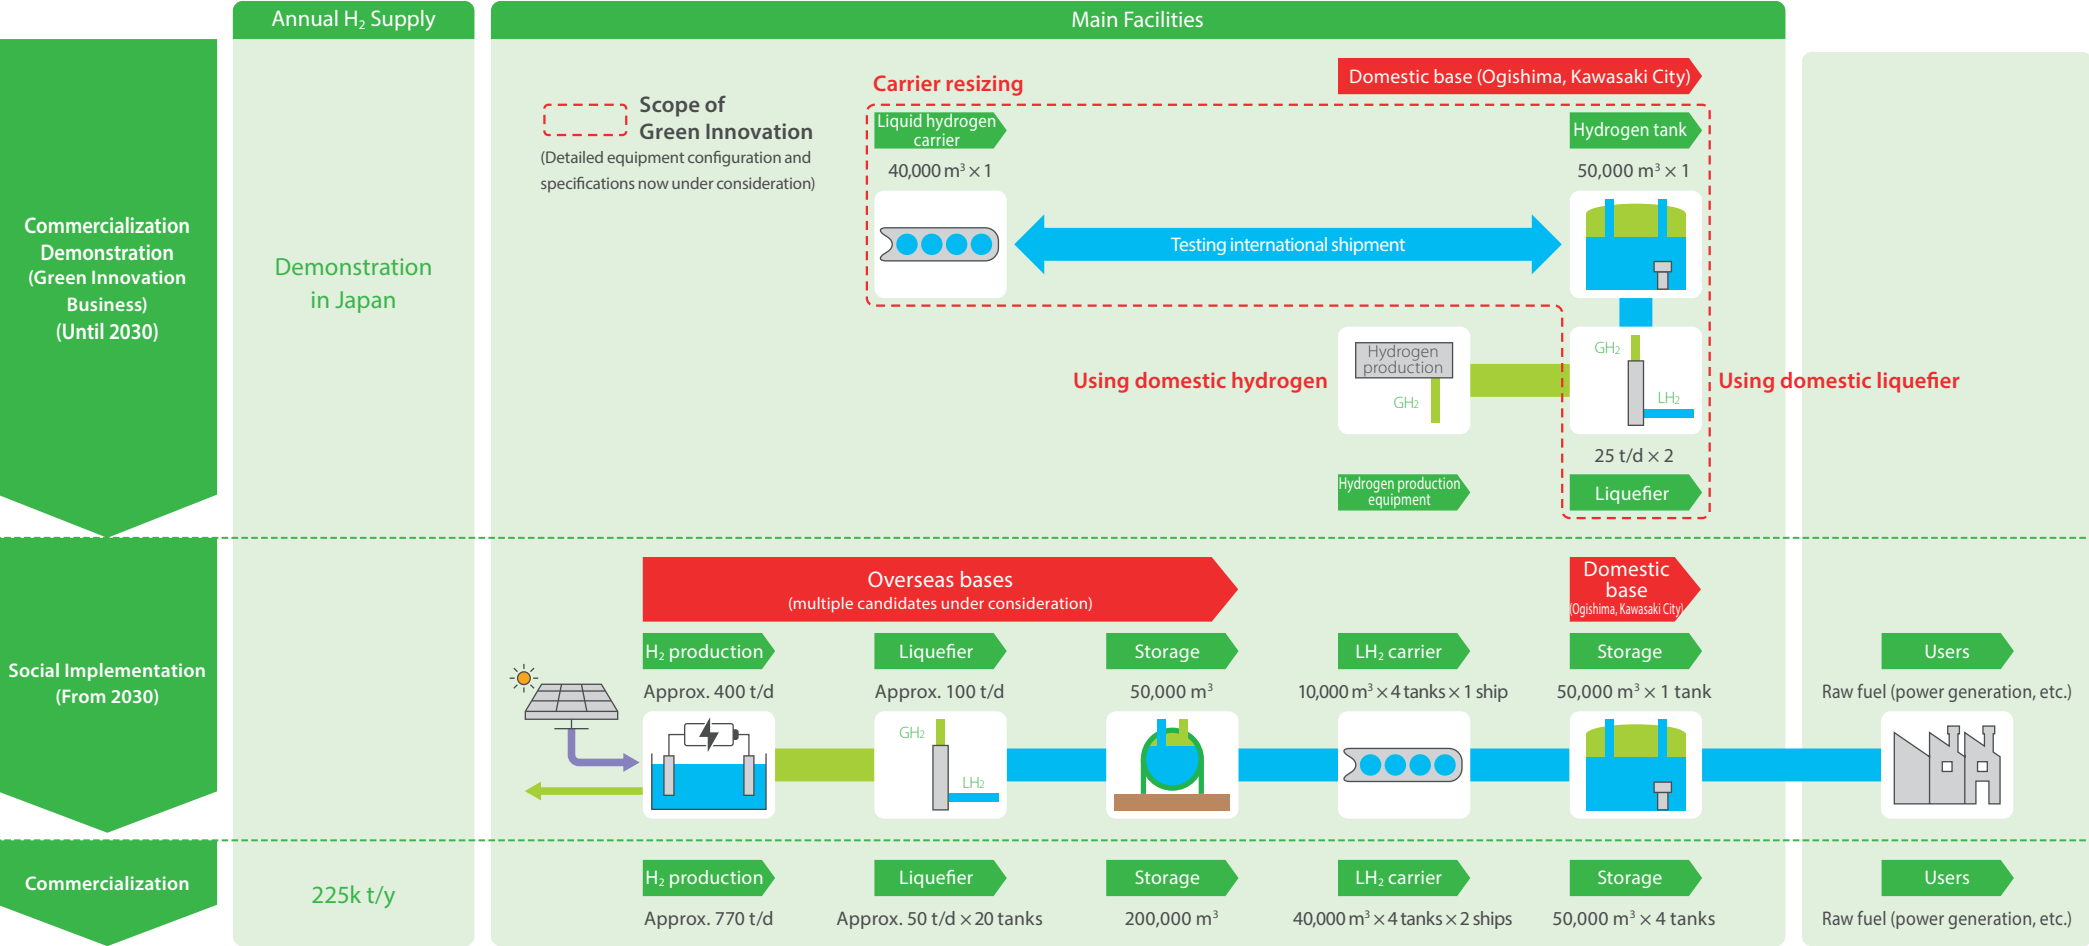 Annual H₂ Supply
Main Facilities
Commercialization
Demonstration
(Green Innovation
Business)
(Until 2030)
Demonstration
in Japan
Scope of
Green Innovation
(Detailed equipment configuration and
specifications now under consideration)
Carrier resizing
Domestic base (Ogishima, Kawasaki City)
Liquid hydrogen
carrier
40,000 m³ × 1
Hydrogen tank
50,000 m³ × 1
Testing international shipment
Using domestic hydrogen
Hydrogen
production
GH₂
GH₂
LH₂
Using domestic liquefier
25 t/d × 2
Hydrogen production
equipment
Liquefier
Social Implementation
(From 2030)
Overseas bases
(multiple candidates under consideration)
Domestic
base
(Ogishima, Kawasaki City)
H₂ production
Liquefier
Storage
LH₂ carrier
Storage
Users
Approx. 400 t/d
Approx. 100 t/d
50,000 m³
10,000 m³ × 4 tanks × 1 ship
50,000 m³ × 1 tank
Raw fuel (power generation, etc.)
GH₂
LH₂
Commercialization
225k t/y
H₂ production
Liquefier
Storage
LH₂ carrier
Storage
Users
Approx. 770 t/d
Approx. 50 t/d × 20 tanks
200,000 m³
40,000 m³ × 4 tanks × 2 ships
50,000 m³ × 4 tanks
Raw fuel (power generation, etc.)